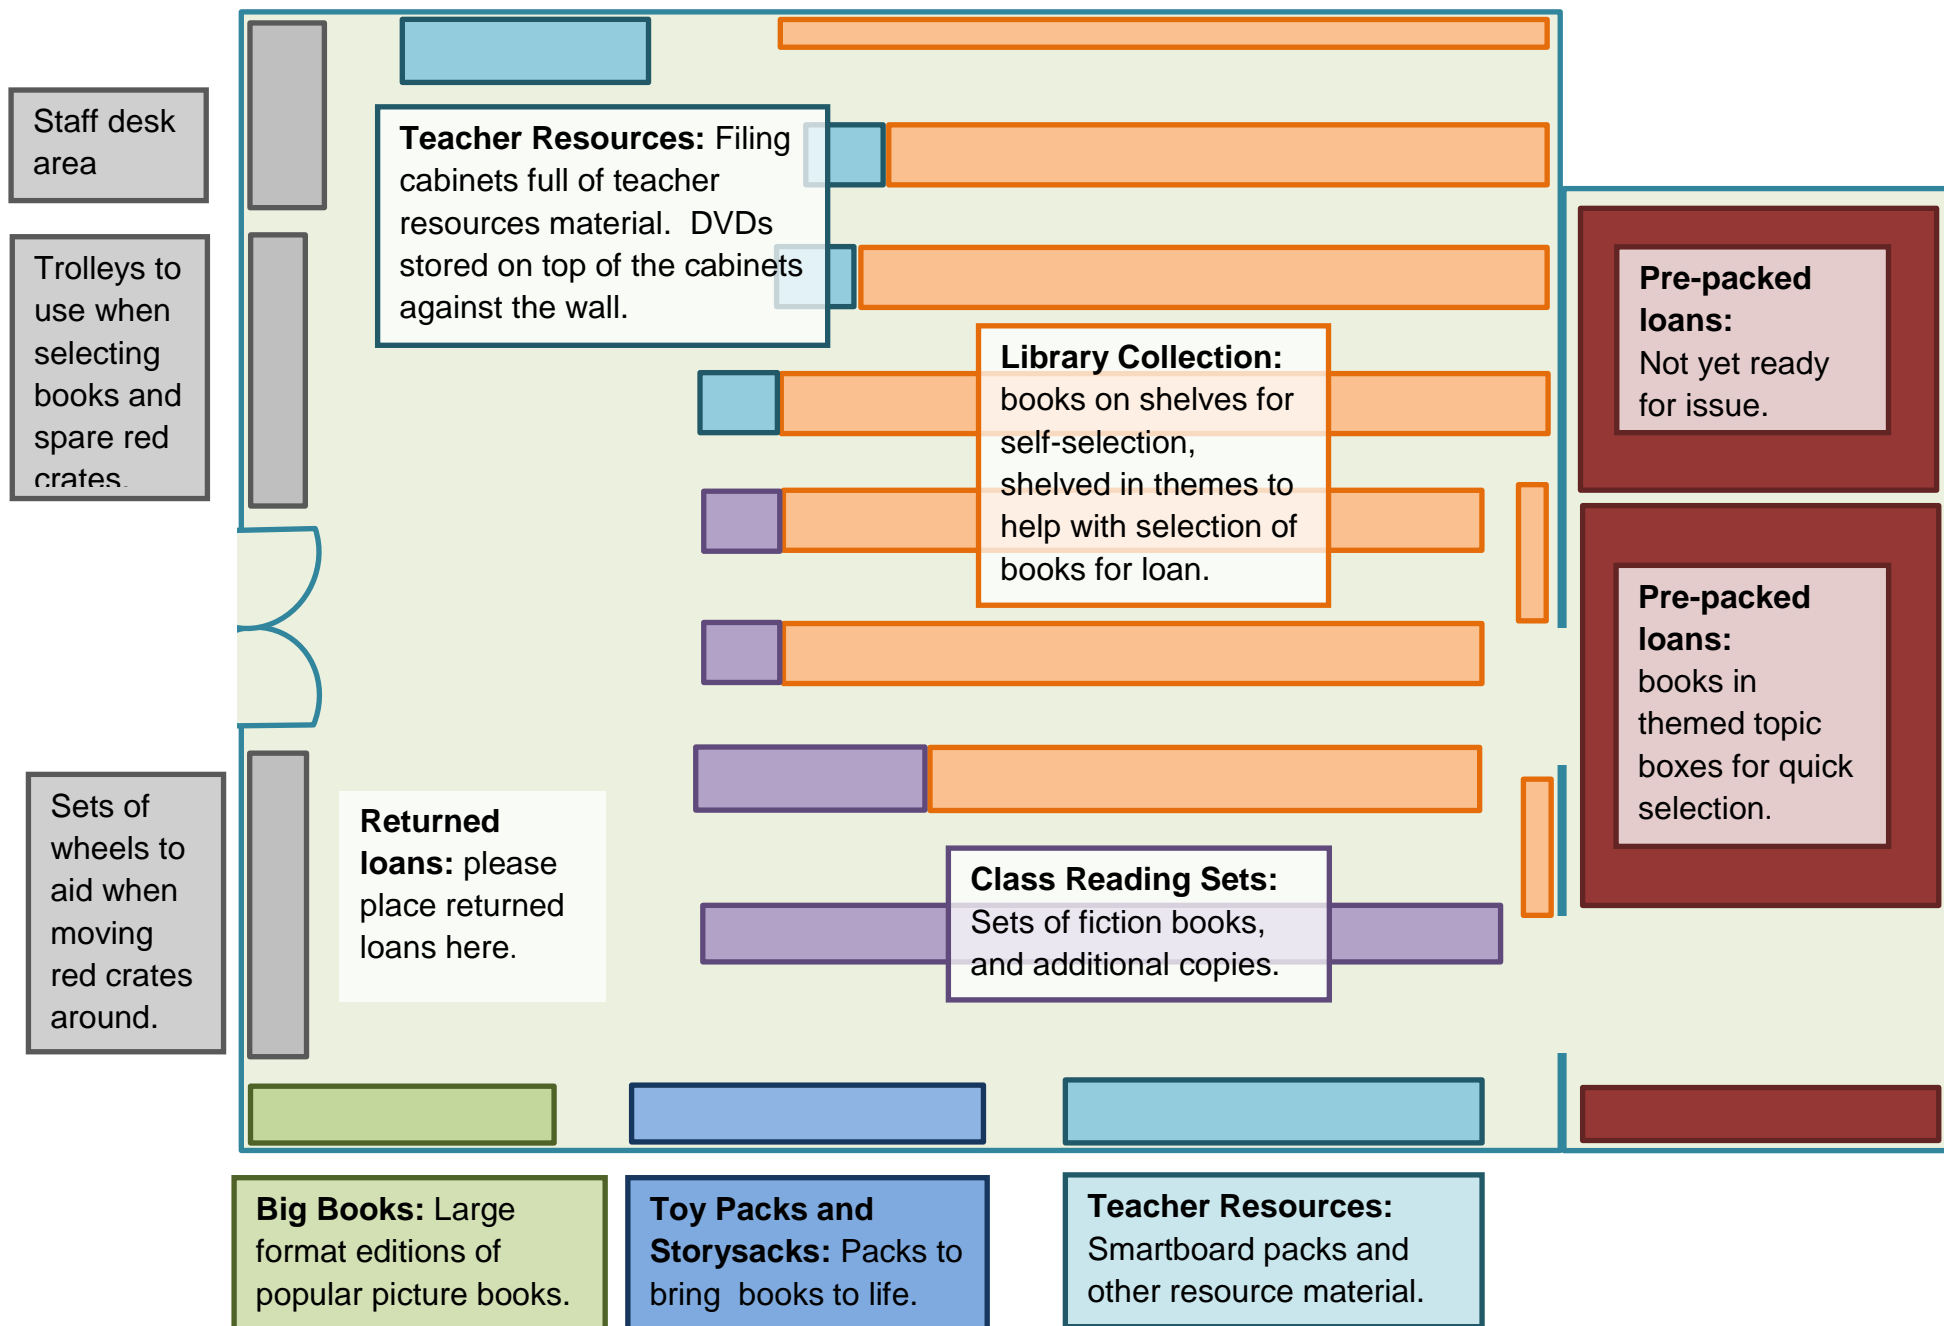 Staff desk
area
Trolleys to
use when
selecting
books and
spare red
crates.
Sets of
wheels to
aid when
moving
red crates
around.
Teacher Resources: Filing
cabinets full of teacher
resources material.  DVDs
stored on top of the cabinets
against the wall.
Library Collection:
books on shelves for
self-selection,
shelved in themes to
help with selection of
books for loan.
Pre-packed
loans:
Not yet ready
for issue.
Pre-packed
loans:
books in
themed topic
boxes for quick
selection.
Returned
loans: please
place returned
loans here.
Class Reading Sets:
Sets of fiction books,
and additional copies.
Big Books: Large
format editions of
popular picture books.
Toy Packs and
Storysacks: Packs to
bring  books to life.
Teacher Resources:
Smartboard packs and
other resource material.